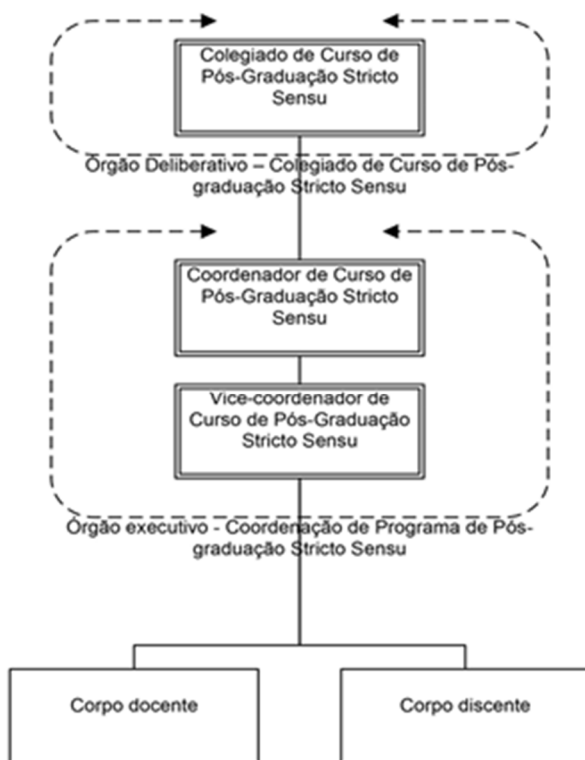 Colegiado de Curso de
Pós-Graduação Stricto
Sensu
Órgão Deliberativo – Colegiado de Curso de Pós-
graduação Stricto Sensu
Coordenador de Curso de
Pós-Graduação Stricto
Sensu
Vice-coordenador de
Curso de Pós-Graduação
Stricto Sensu
Órgão executivo - Coordenação de Programa de Pós-
graduação Stricto Sensu
Corpo docente
Corpo discente